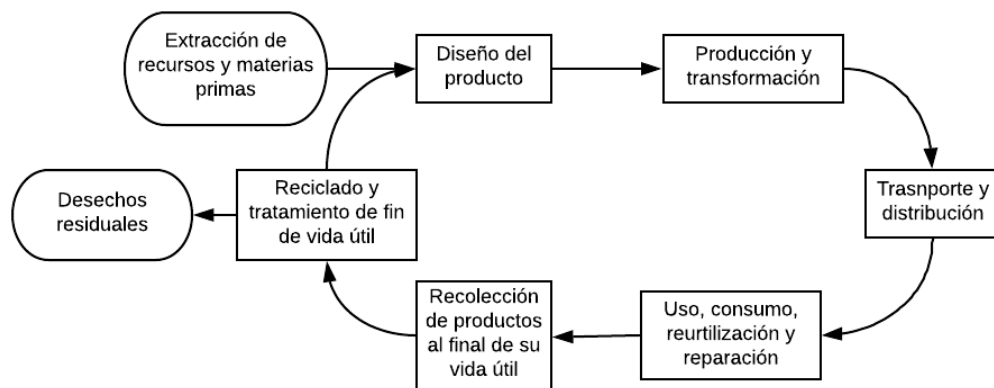 Extracción de
recursos y materias
primas
Diseño del
producto
Producción y
transformación
Trasnporte y
distribución
Uso, consumo,
reurtilización y
reparación
Recolección
de productos
al final de su
vida útil
Reciclado y
tratamiento de fin
de vida útil
Desechos
residuales